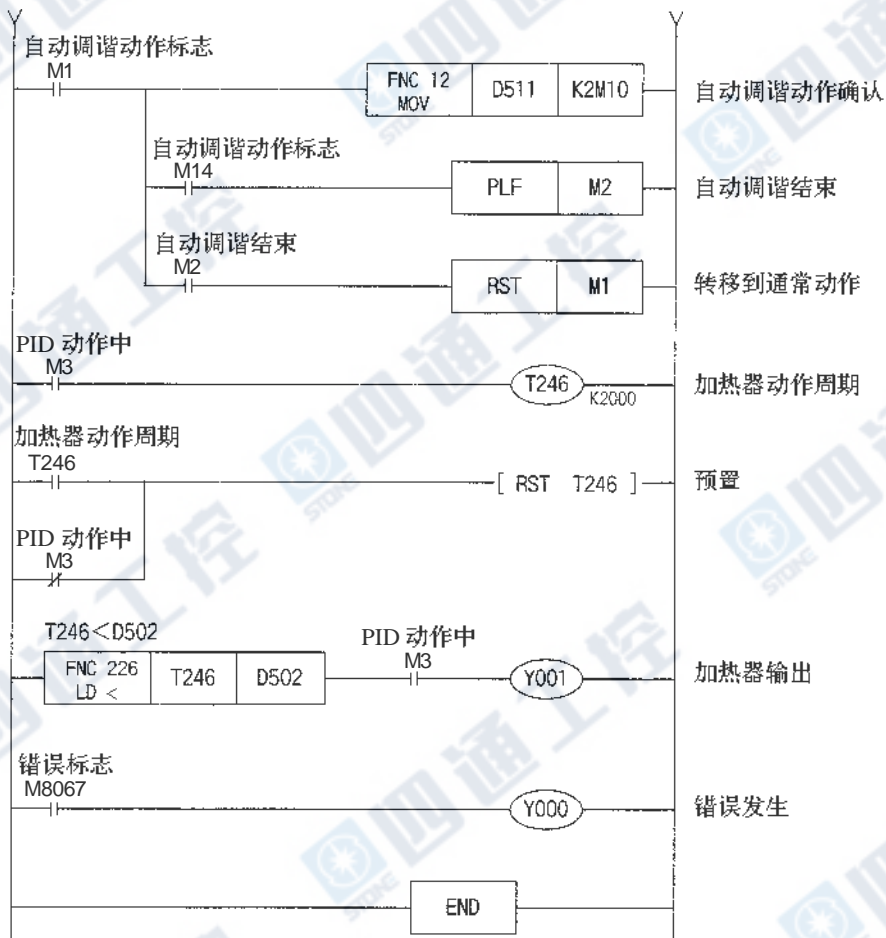 自动调谐动作标志
M1
FNC 12
MOV
D511
K2M10
自动调谐动作确认
自动调谐动作标志
M14
PLF
M2
自动调谐结束
自动调谐结束
M2
RST
M1
转移到通常动作
PID 动作中
M3
T246
K2000
加热器动作周期
加热器动作周期
T246
[ RST T246 ]
预置
PID 动作中
M3
T246<D502
FNC 226
LD <
T246
D502
PID 动作中
M3
Y001
加热器输出
错误标志
M8067
Y000
错误发生
END
四通工控
STONE